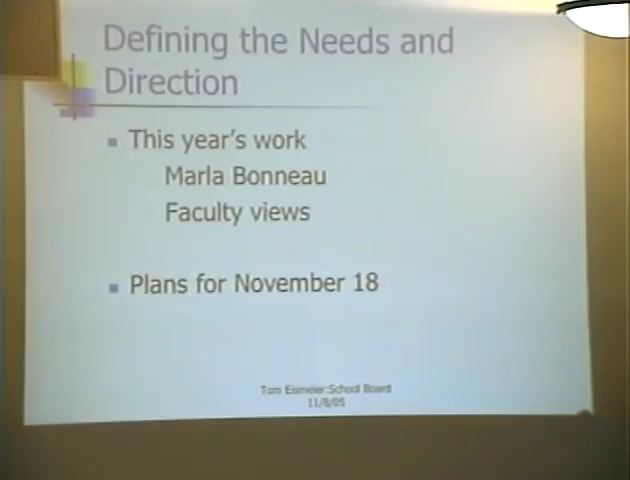 Defining the Needs and
Direction
This year's work
Marla Bonneau
Faculty views
Plans for November 18
Tom Eismeier:School Board
11/8/05